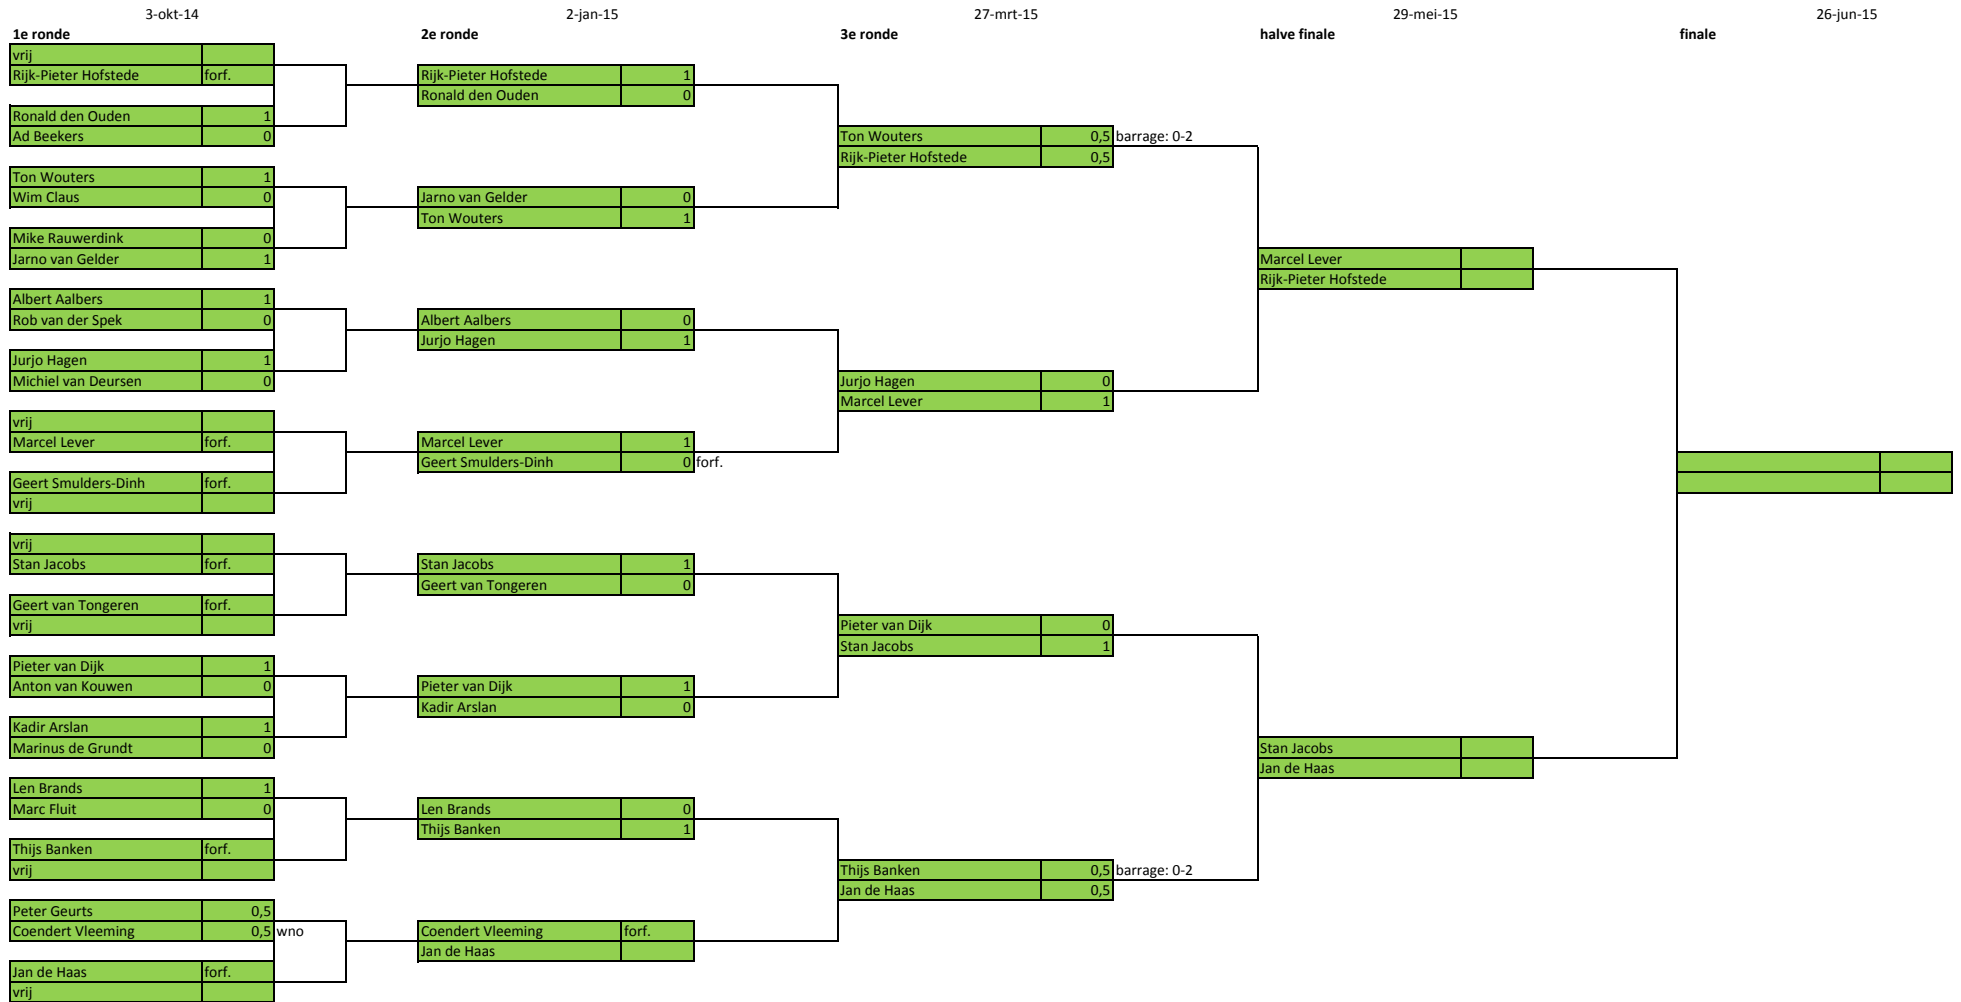 3-okt-14 2-jan-15 27-mrt-15 29-mei-15 26-jun-15
1e ronde 2e ronde 3e ronde halve finale finale
vrij
Rijk-Pieter Hofstede forf.
Ronald den Ouden 1
Ad Beekers 0
Ton Wouters 1
Wim Claus 0
Mike Rauwerdink 0
Jarno van Gelder 1
Albert Aalbers 1
Rob van der Spek 0
Jurjo Hagen 1
Michiel van Deursen 0
vrij
Marcel Lever forf.
Geert Smulders-Dinh forf.
vrij
vrij
Stan Jacobs forf.
Geert van Tongeren forf.
vrij
Pieter van Dijk 1
Anton van Kouwen 0
Kadir Arslan 1
Marinus de Grundt 0
Len Brands 1
Marc Fluit 0
Thijs Banken forf.
vrij
Peter Geurts 0,5
Coendert Vleeming 0,5 wno
Jan de Haas forf.
vrij
Rijk-Pieter Hofstede 1
Ronald den Ouden 0
Jarno van Gelder 0
Ton Wouters 1
Albert Aalbers 0
Jurjo Hagen 1
Marcel Lever 1
Geert Smulders-Dinh 0 forf.
Stan Jacobs 1
Geert van Tongeren 0
Pieter van Dijk 1
Kadir Arslan 0
Len Brands 0
Thijs Banken 1
Coendert Vleeming forf.
Jan de Haas
Ton Wouters 0,5 barrage: 0-2
Rijk-Pieter Hofstede 0,5
Jurjo Hagen 0
Marcel Lever 1
Pieter van Dijk 0
Stan Jacobs 1
Thijs Banken 0,5 barrage: 0-2
Jan de Haas 0,5
Marcel Lever
Rijk-Pieter Hofstede
Stan Jacobs
Jan de Haas